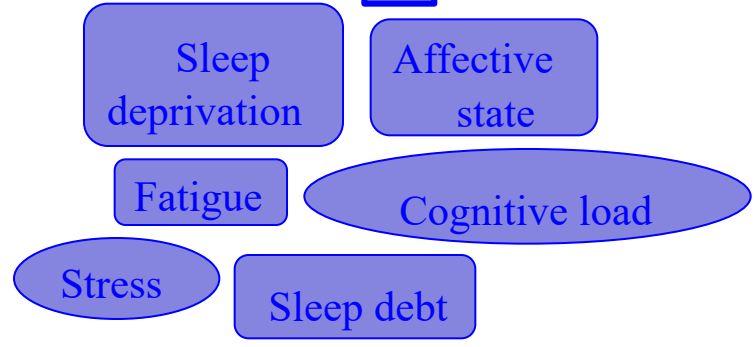 Sleep
deprivation
Affective
state
Fatigue
Cognitive load
Stress
Sleep debt